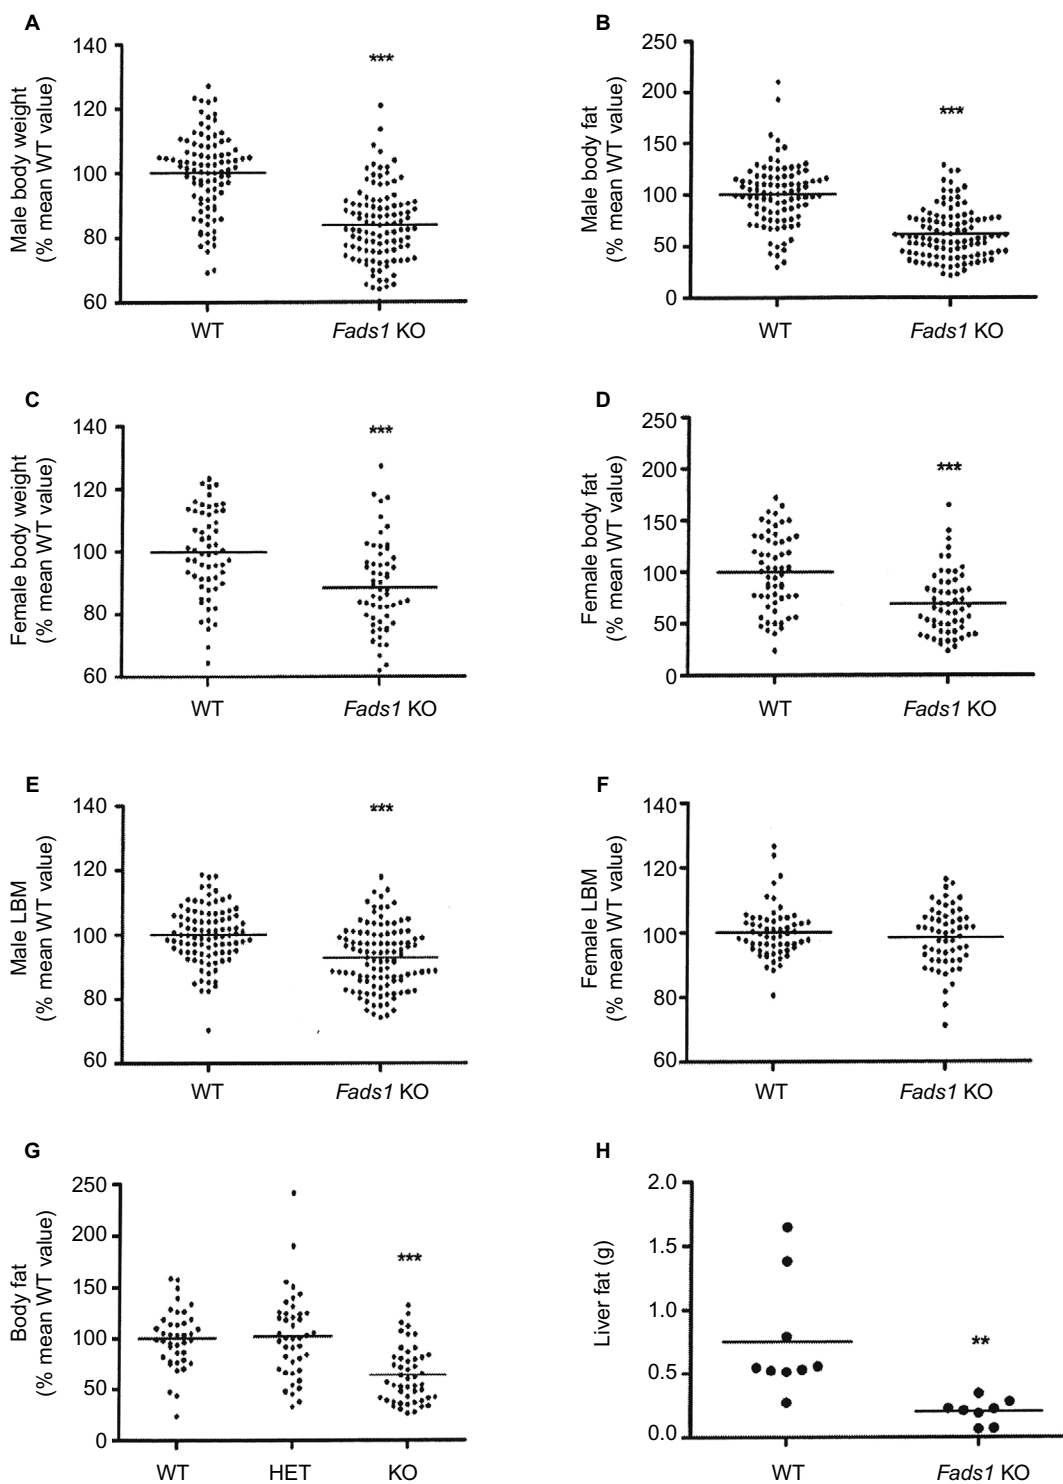 A
Male body weight
(% mean WT value)
140
120
100
80
60
***
WT
Fads1 KO
B
Male body fat
(% mean WT value)
250
200
150
100
50
0
***
WT
Fads1 KO
C
Female body weight
(% mean WT value)
140
120
100
80
60
***
WT
Fads1 KO
D
Female body fat
(% mean WT value)
250
200
150
100
50
0
***
WT
Fads1 KO
E
Male LBM
(% mean WT value)
140
120
100
80
60
***
WT
Fads1 KO
F
Female LBM
(% mean WT value)
140
120
100
80
60
WT
Fads1 KO
G
Body fat
(% mean WT value)
250
200
150
100
50
0
***
WT
HET
KO
H
Liver fat (g)
2.0
1.5
1.0
0.5
0.0
**
WT
Fads1 KO